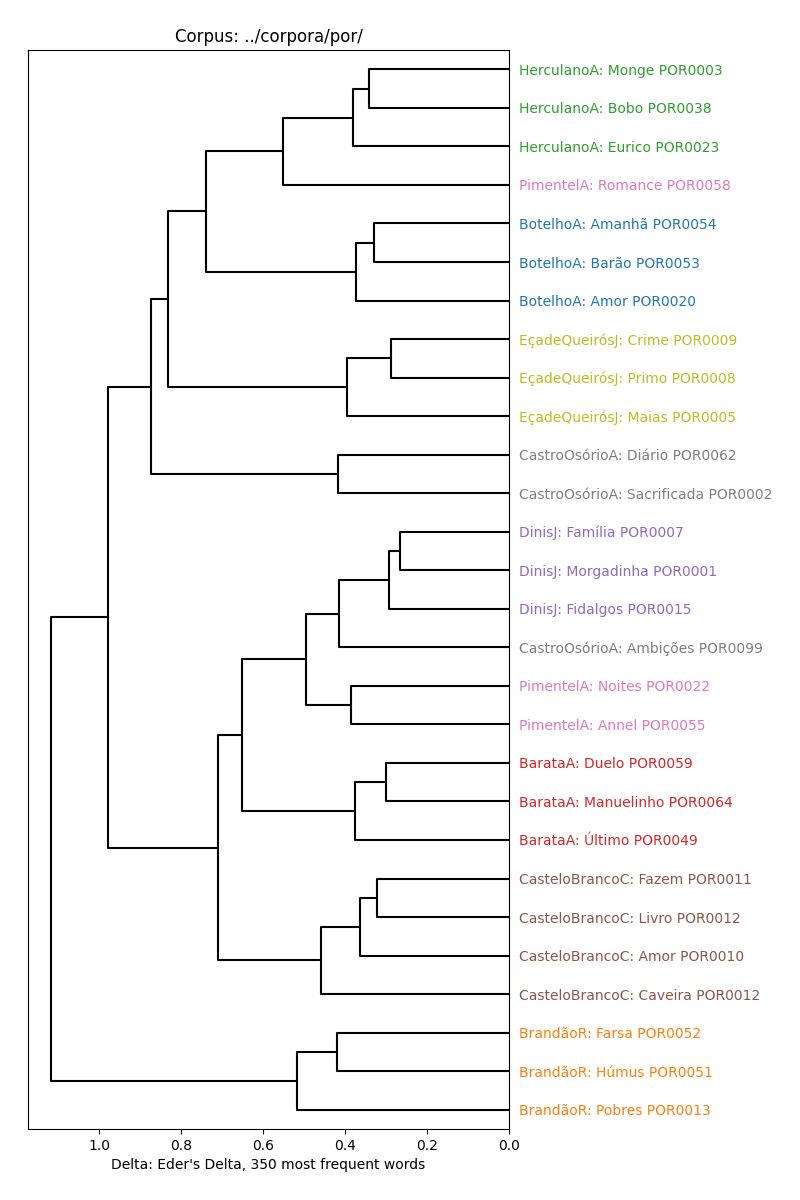 Corpus: ../corpora/por/
HerculanoA: Monge POR0003
HerculanoA: Bobo POR0038
HerculanoA: Eurico POR0023
PimentelA: Romance POR0058
BotelhoA: Amanhã POR0054
BotelhoA: Barão POR0053
BotelhoA: Amor POR0020
EçadeQueirósJ: Crime POR0009
EçadeQueirósJ: Primo POR0008
EçadeQueirósJ: Maias POR0005
CastroOsórioA: Diário POR0062
CastroOsórioA: Sacrificada POR0002
DinisJ: Família POR0007
DinisJ: Morgadinha POR0001
DinisJ: Fidalgos POR0015
CastroOsórioA: Ambições POR0099
PimentelA: Noites POR0022
PimentelA: Annel POR0055
BarataA: Duelo POR0059
BarataA: Manuelinho POR0064
BarataA: Último POR0049
CasteloBrancoC: Fazem POR0011
CasteloBrancoC: Livro POR0012
CasteloBrancoC: Amor POR0010
CasteloBrancoC: Caveira POR0012
BrandãoR: Farsa POR0052
BrandãoR: Húmus POR0051
BrandãoR: Pobres POR0013
1.0 0.8 0.6 0.4 0.2 0.0
Delta: Eder's Delta, 350 most frequent words